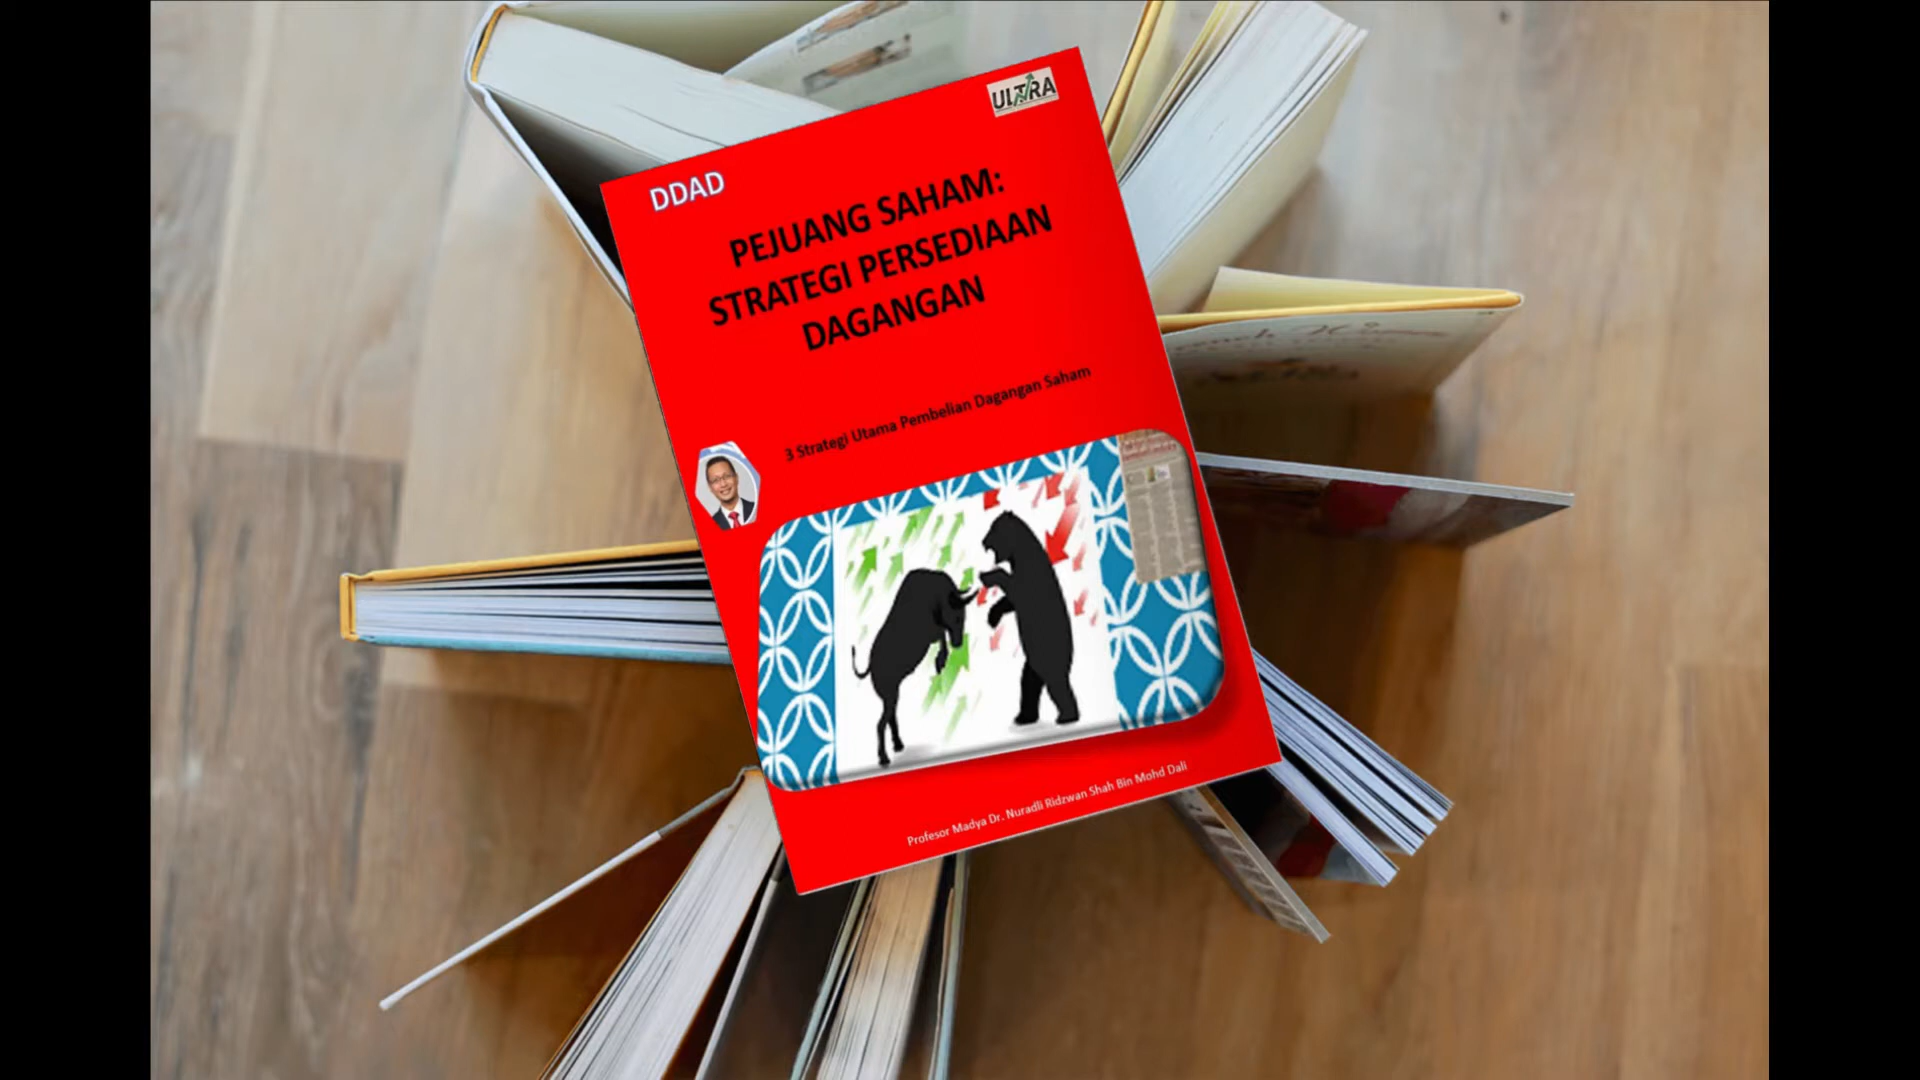 ULTRA
DDAD
PEJUANG SAHAM:
STRATEGI PERSEDIAAN
DAGANGAN
3 Strategi Utama Pembelian Dagangan Saham
Profesor Madya Dr. Nuradli Ridzwan Shah Bin Mohd Dali